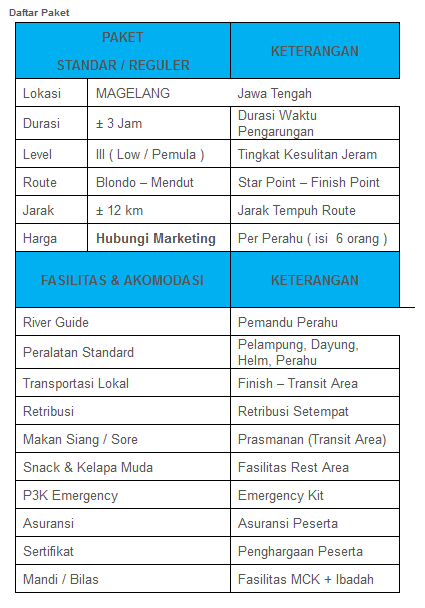 Daftar Paket
PAKET
STANDAR / REGULER
KETERANGAN
Lokasi MAGELANG Jawa Tengah
Durasi ± 3 Jam Durasi Waktu
Pengarungan
Level III ( Low / Pemula ) Tingkat Kesulitan Jeram
Route Blondo – Mendut Star Point – Finish Point
Jarak ± 12 km Jarak Tempuh Route
Harga Hubungi Marketing Per Perahu ( isi 6 orang )
FASILITAS & AKOMODASI KETERANGAN
River Guide Pemandu Perahu
Peralatan Standard Pelampung, Dayung,
Helm, Perahu
Transportasi Lokal Finish – Transit Area
Retribusi Retribusi Setempat
Makan Siang / Sore Prasmanan (Transit Area)
Snack & Kelapa Muda Fasilitas Rest Area
P3K Emergency Emergency Kit
Asuransi Asuransi Peserta
Sertifikat Penghargaan Peserta
Mandi / Bilas Fasilitas MCK + Ibadah